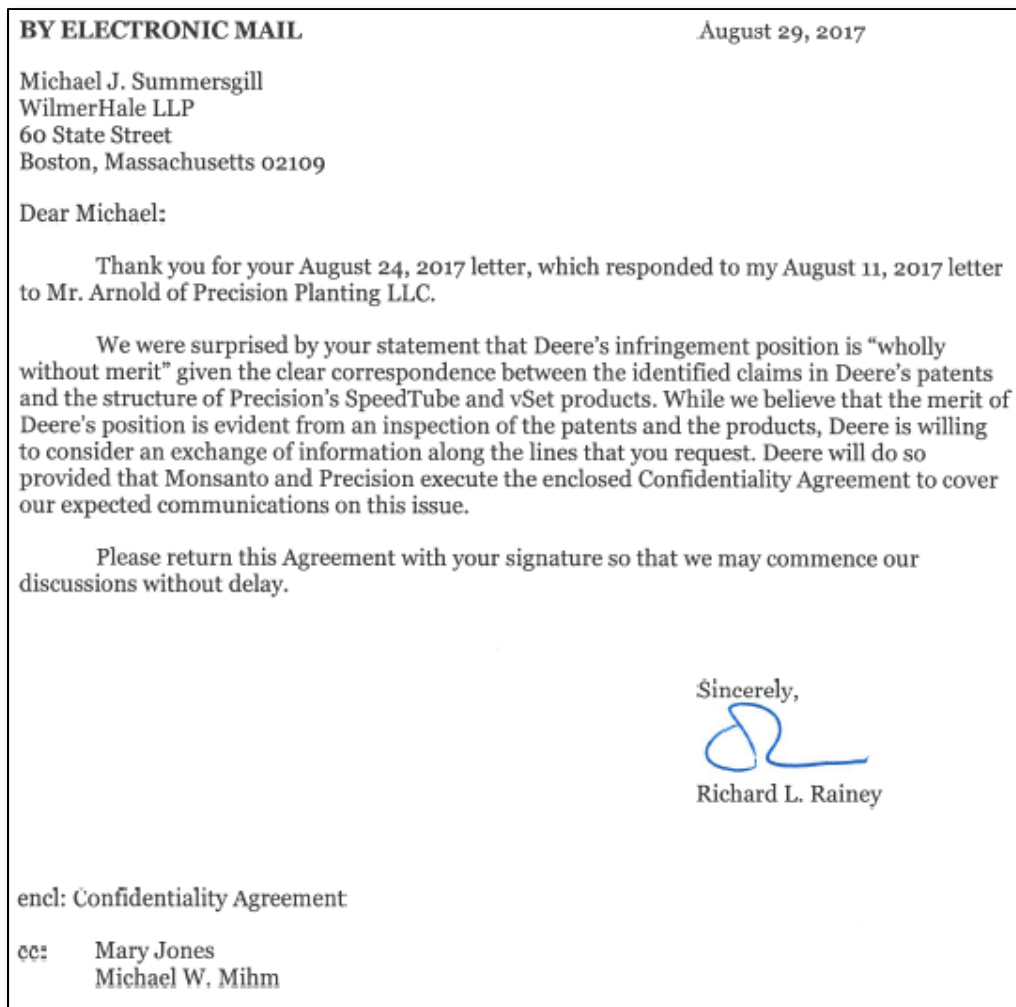 BY ELECTRONIC MAIL
August 29, 2017
Michael J. Summersgill
WilmerHale LLP
60 State Street
Boston, Massachusetts 02109
Dear Michael:
Thank you for your August 24, 2017 letter, which responded to my August 11, 2017 letter
to Mr. Arnold of Precision Planting LLC.
We were surprised by your statement that Deere's infringement position is “wholly
without merit” given the clear correspondence between the identified claims in Deere's patents
and the structure of Precision's SpeedTube and vSet products. While we believe that the merit of
Deere's position is evident from an inspection of the patents and the products, Deere is willing
to consider an exchange of information along the lines that you request. Deere will do so
provided that Monsanto and Precision execute the enclosed Confidentiality Agreement to cover
our expected communications on this issue.
Please return this Agreement with your signature so that we may commence our
discussions without delay.
Sincerely,
Richard L. Rainey
encl: Confidentiality Agreement
cc: Mary Jones
Michael W. Mihm